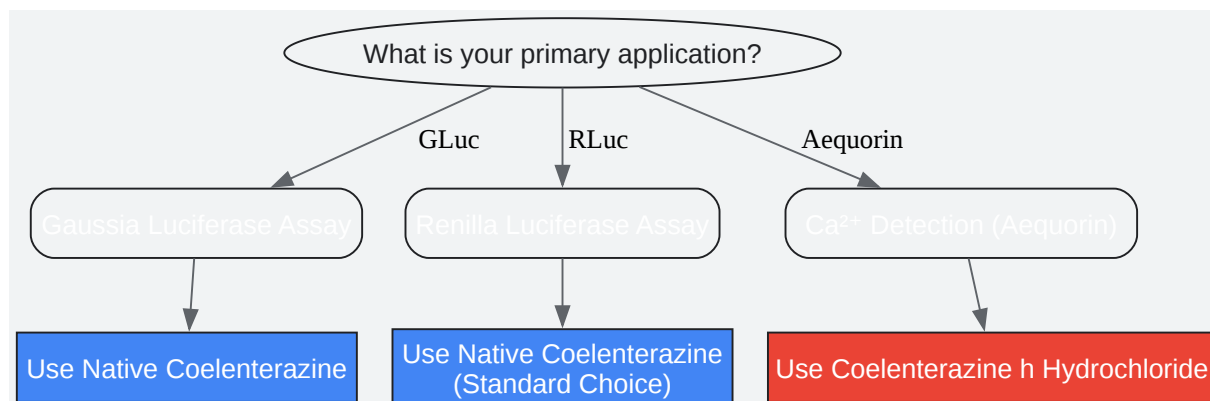 What is your primary application?
GLuc
RLuc
Aequorin
Gaussia Luciferase Assay
Renilla Luciferase Assay
Ca²⁺ Detection (Aequorin)
Use Native Coelenterazine
Use Native Coelenterazine
(Standard Choice)
Use Coelenterazine h Hydrochloride